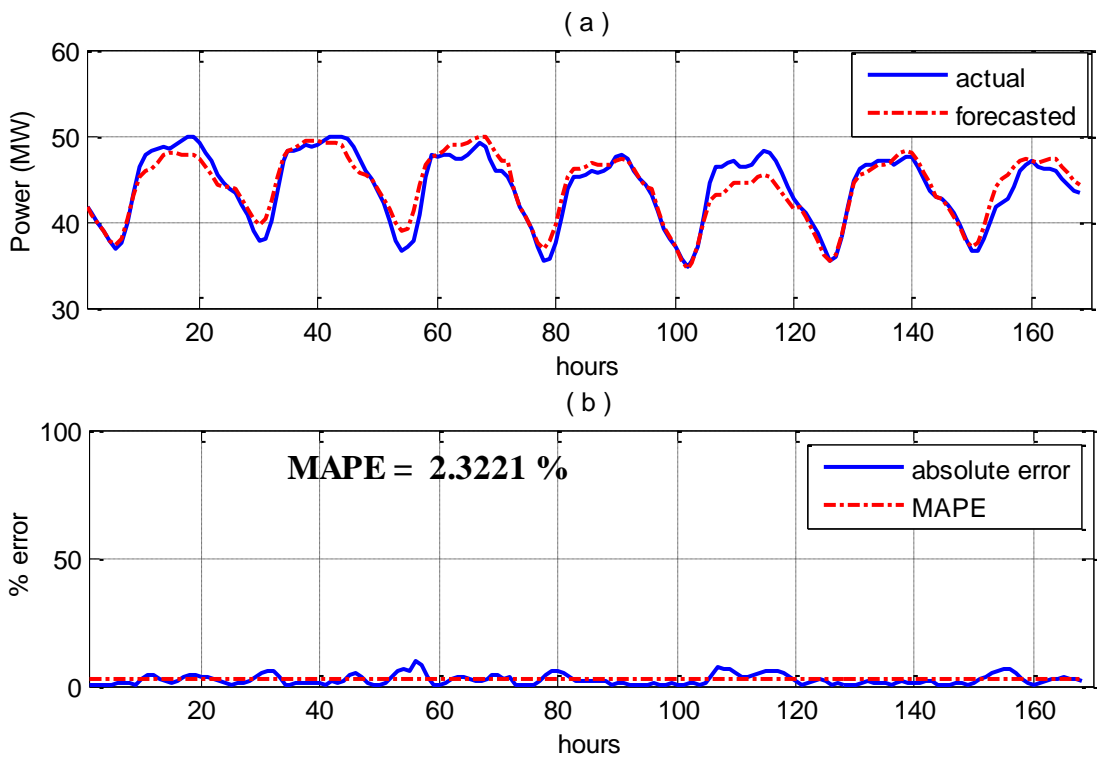 ( a )
60
50
40
30
Power (MW)
actual
forecasted
20 40 60 80 100 120 140 160
hours
( b )
100
50
0
% error
MAPE = 2.3221 %
absolute error
MAPE
20 40 60 80 100 120 140 160
hours